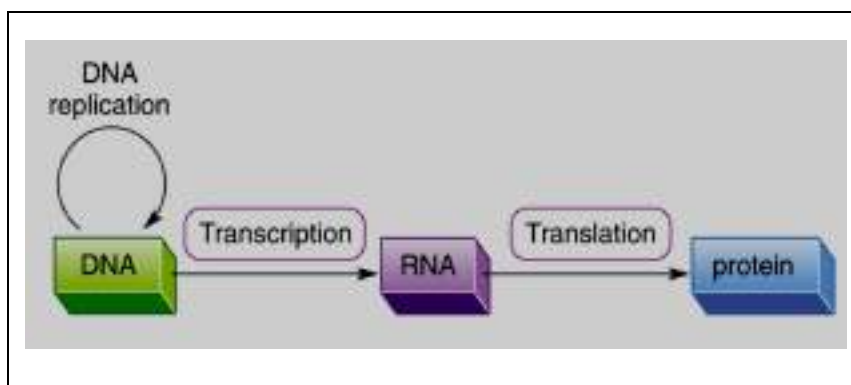 DNA
replication
Transcription
Translation
DNA
RNA
protein